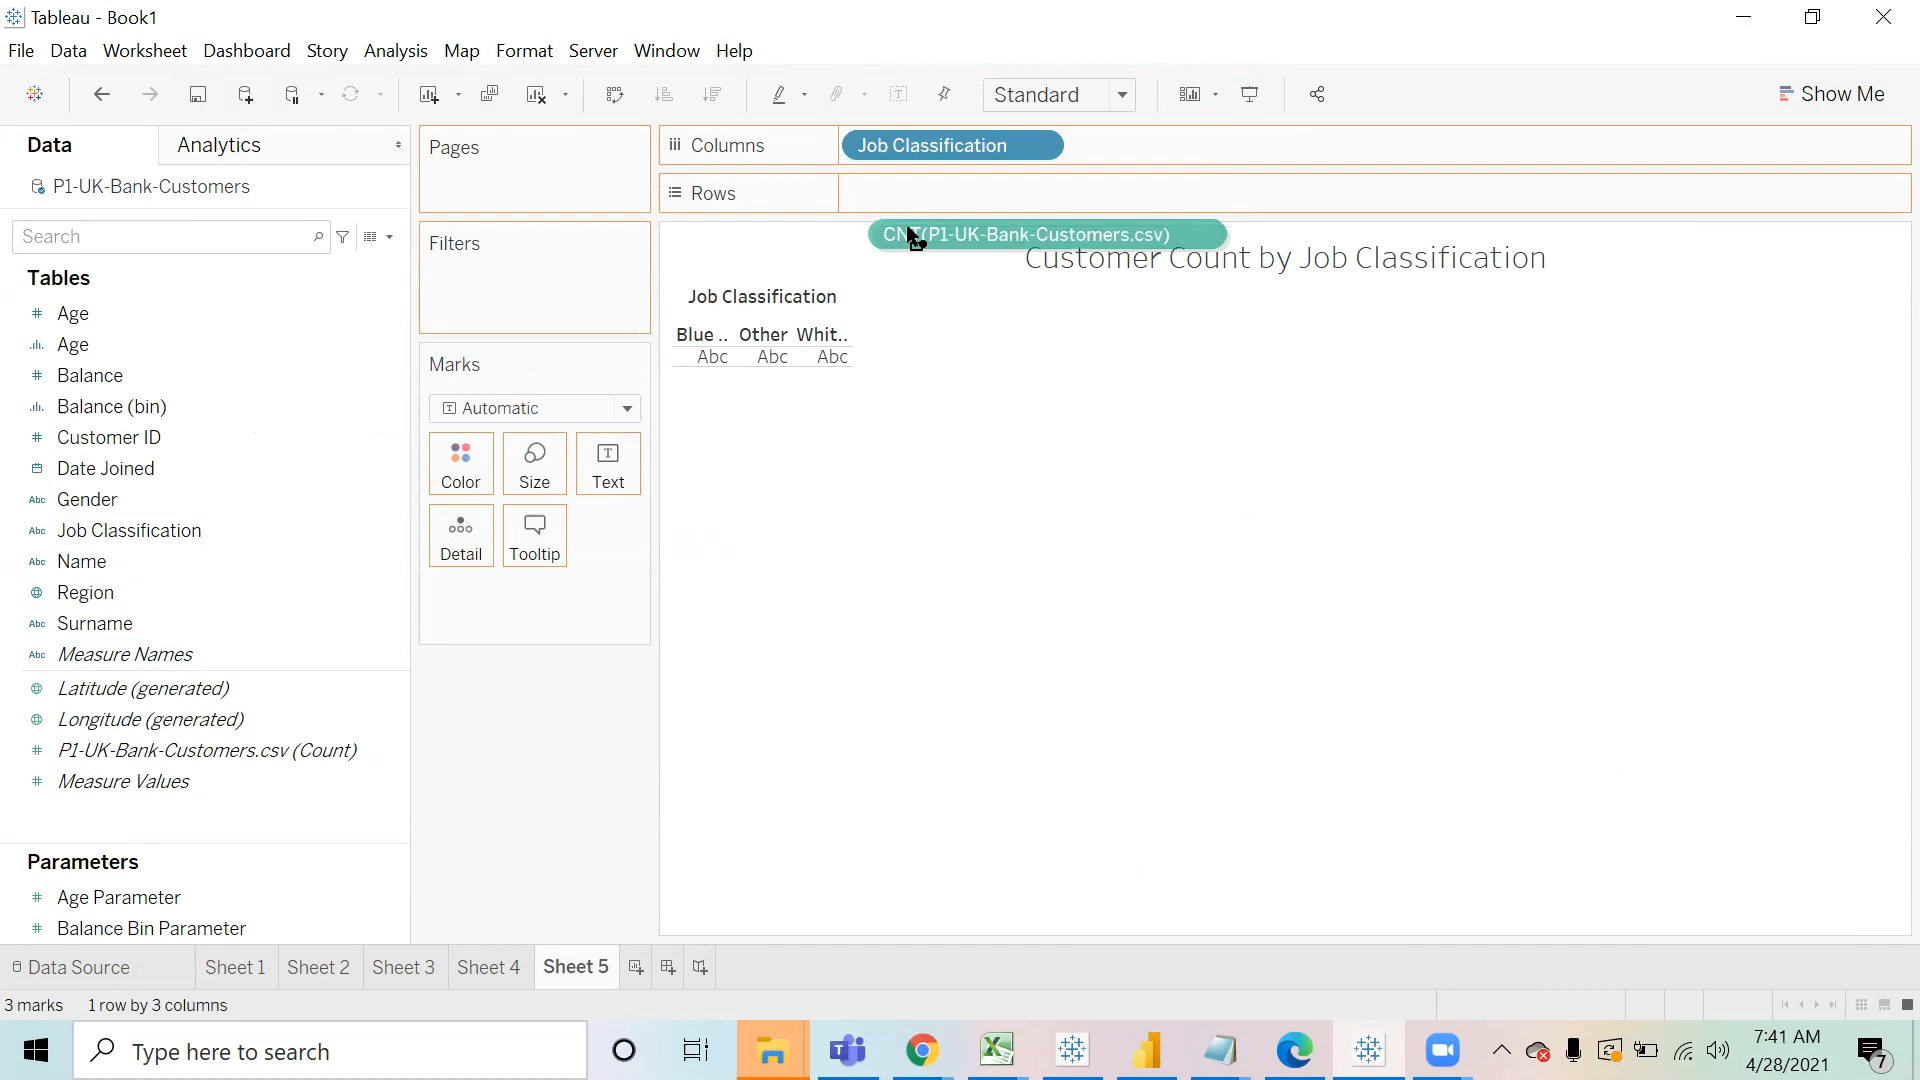 Tableau - Book1
File Data Worksheet Dashboard Story Analysis Map Format Server Window Help
Standard
Show Me
Data
Analytics
P1-UK-Bank-Customers
Search
Tables
Age
Age
Balance
Balance (bin)
Customer ID
Date Joined
Abc Gender
Abc Job Classification
Abc Name
Region
Abc Surname
Abc Measure Names
Latitude (generated)
Longitude (generated)
P1-UK-Bank-Customers.csv (Count)
Measure Values
Parameters
Age Parameter
Balance Bin Parameter
Pages
Filters
Marks
Automatic
Color Size Text
Detail Tooltip
Columns
Job Classification
Rows
CNT(P1-UK-Bank-Customers.csv)
Customer Count by Job Classification
Job Classification
Blue .. Other Whit..
Abc Abc Abc
Data Source Sheet 1 Sheet 2 Sheet 3 Sheet 4 Sheet 5
3 marks 1 row by 3 columns
Type here to search
7:41 AM
4/28/2021
7